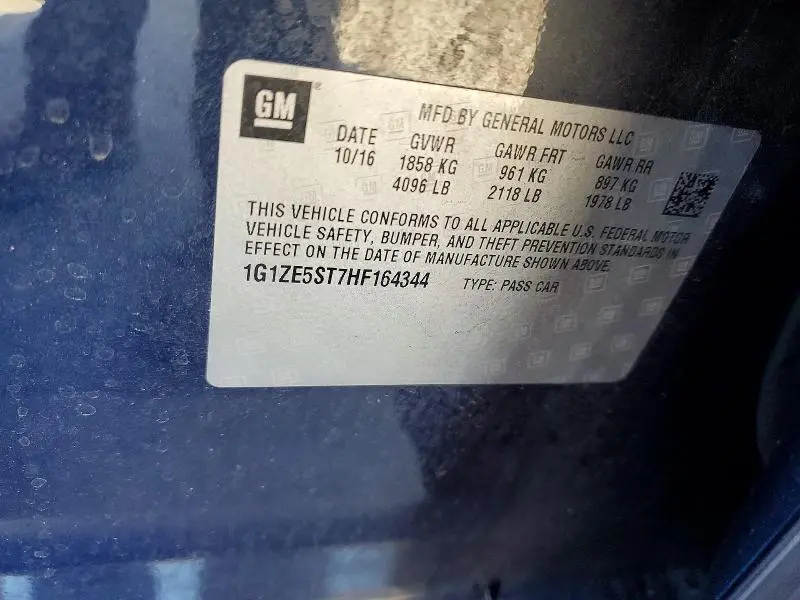 GM ®
MFD BY GENERAL MOTORS LLC
DATE GVWR GAWR FRT GAWR RR
10/16 1858 KG 961 KG 897 KG
4096 LB 2118 LB 1978 LB
THIS VEHICLE CONFORMS TO ALL APPLICABLE U.S. FEDERAL MOTOR
VEHICLE SAFETY, BUMPER, AND THEFT PREVENTION STANDARDS IN
EFFECT ON THE DATE OF MANUFACTURE SHOWN ABOVE.
1G1ZE5ST7HF164344 TYPE: PASS CAR